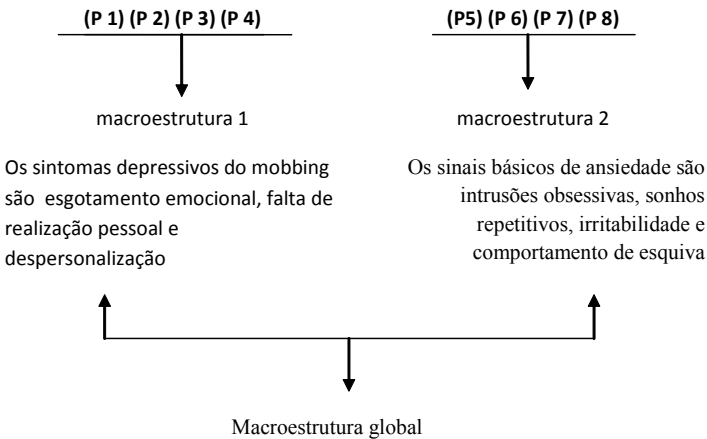 (P 1) (P 2) (P 3) (P 4)
(P5) (P 6) (P 7) (P 8)
macroestrutura 1
macroestrutura 2
Os sintomas depressivos do mobbing
são esgotamento emocional, falta de
realização pessoal e
despersonalização
Os sinais básicos de ansiedade são
intrusões obsessivas, sonhos
repetitivos, irritabilidade e
comportamento de esquiva
Macroestrutura global